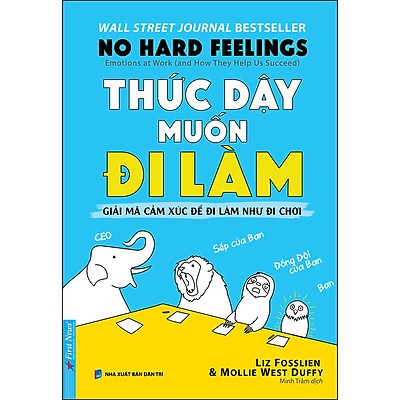 WALL STREET JOURNAL BESTSELLER
NO HARD FEELINGS
Emotions at Work (and How They Help Us Succeed)
THỨC DẬY
MUỐN
ĐI LÀM
GIẢI MÃ CẢM XÚC ĐỂ ĐI LÀM NHƯ ĐI CHƠI
CEO
Sếp của Bạn
Đồng Đội
của Bạn
Bạn
First News
NHÀ XUẤT BẢN DÂN TRÍ
LIZ FOSSLIEN
& MOLLIE WEST DUFFY
Minh Trâm dịch